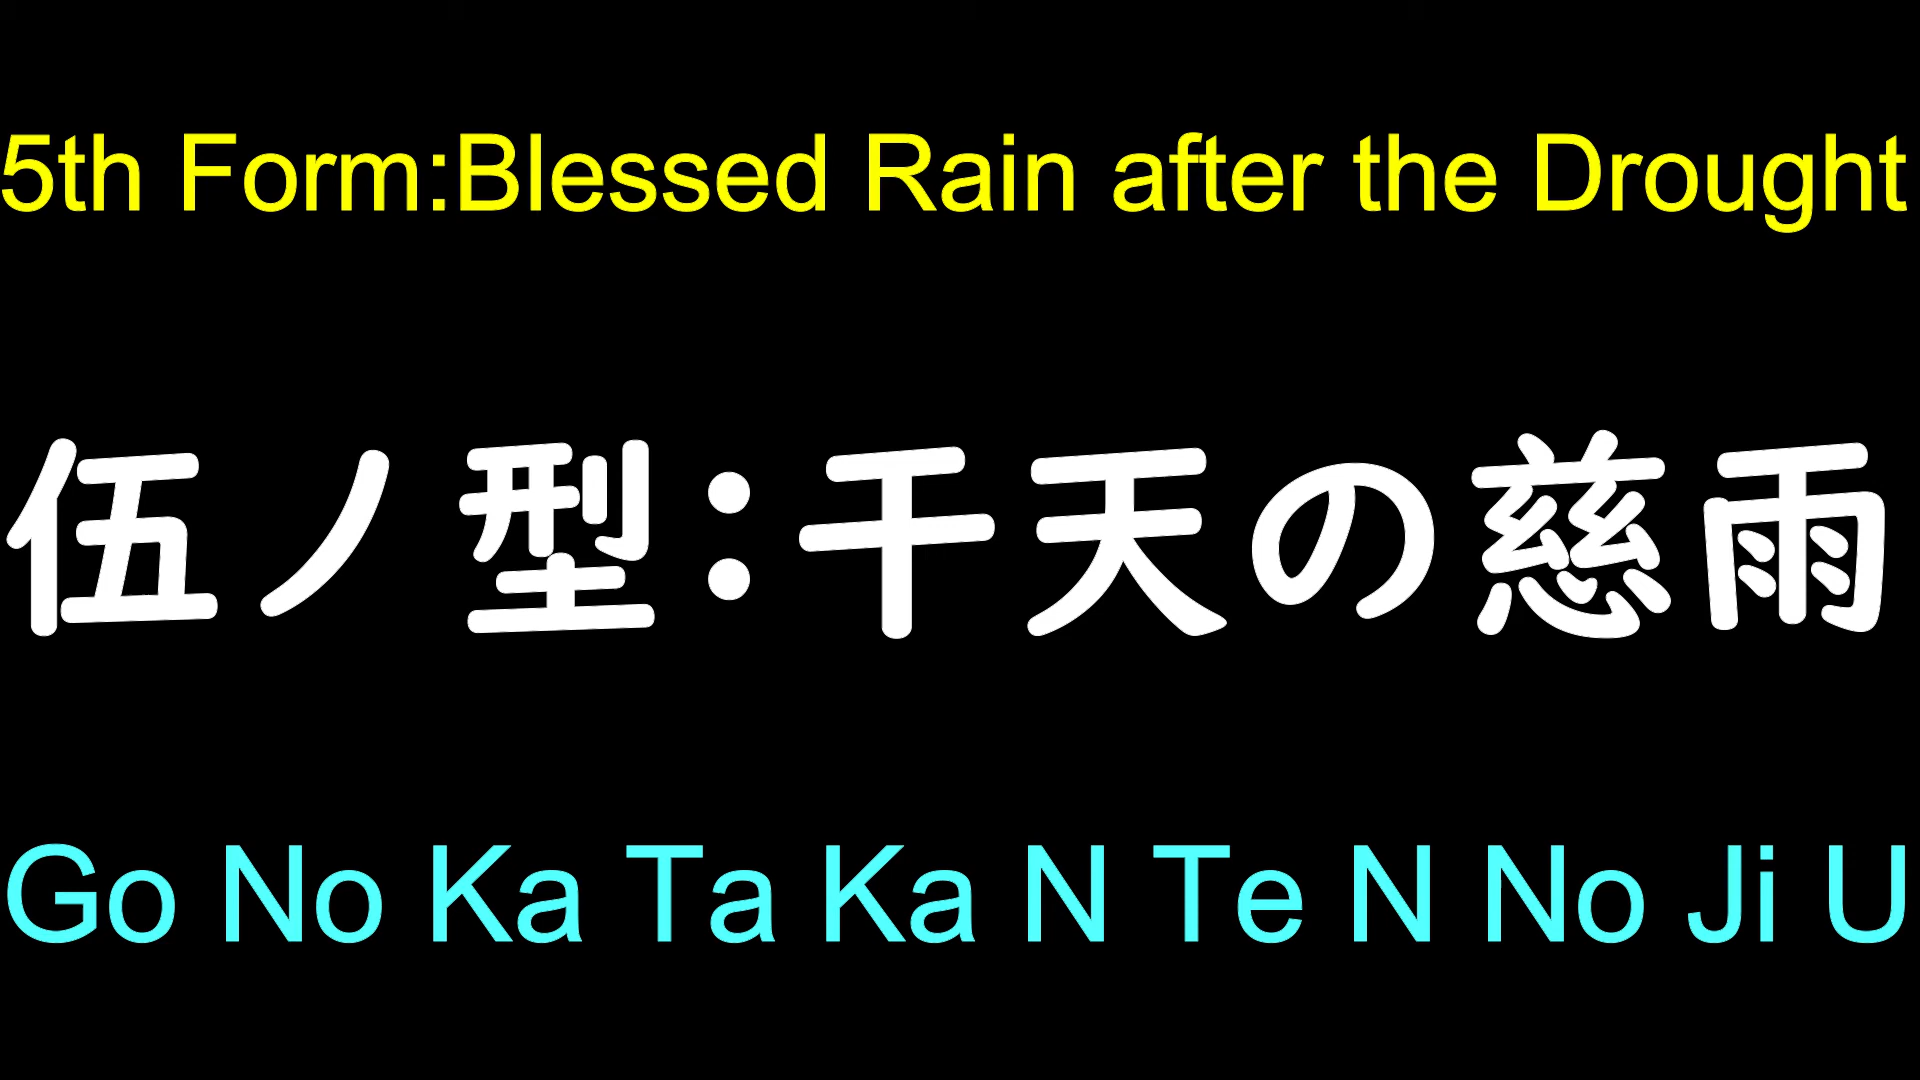 5th Form:Blessed Rain after the Drought
伍ノ型:干天の慈雨
Go No Ka Ta Ka N Te N No Ji U